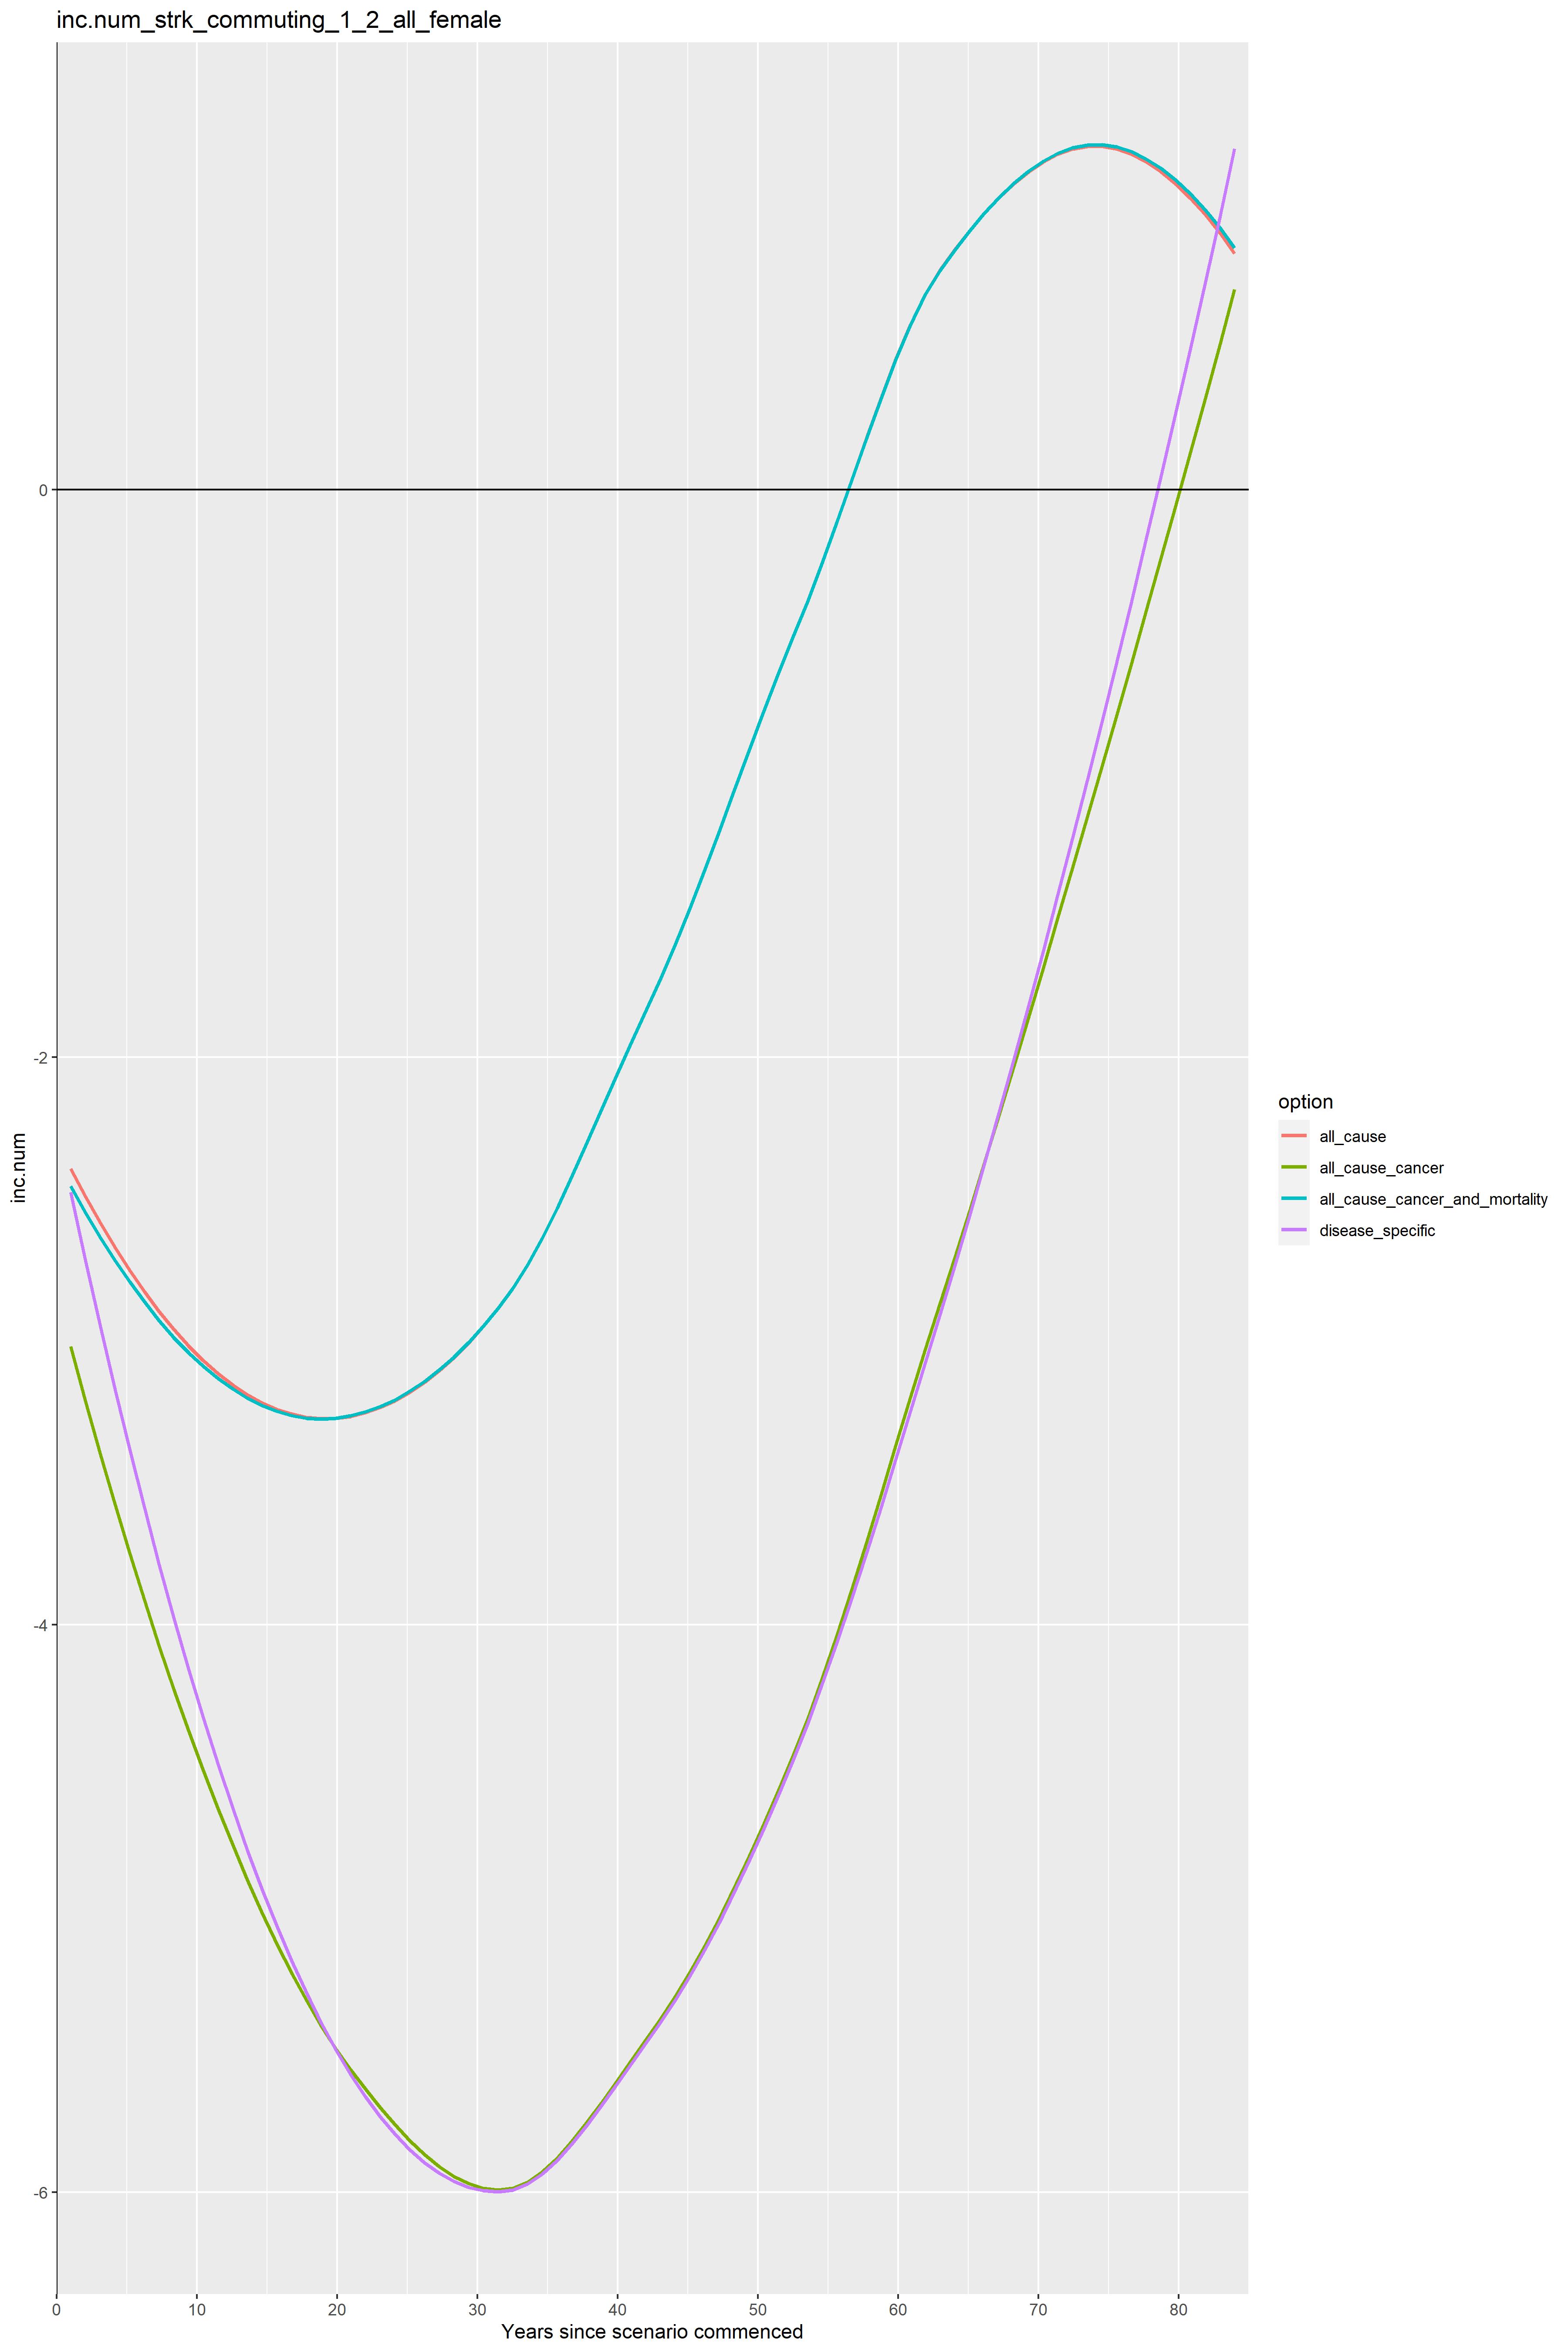 inc.num_strk_commuting_1_2_all_female
0
-2
-4
-6
inc.num
0 10 20 30 40 50 60 70 80
Years since scenario commenced
option
all_cause
all_cause_cancer
all_cause_cancer_and_mortality
disease_specific